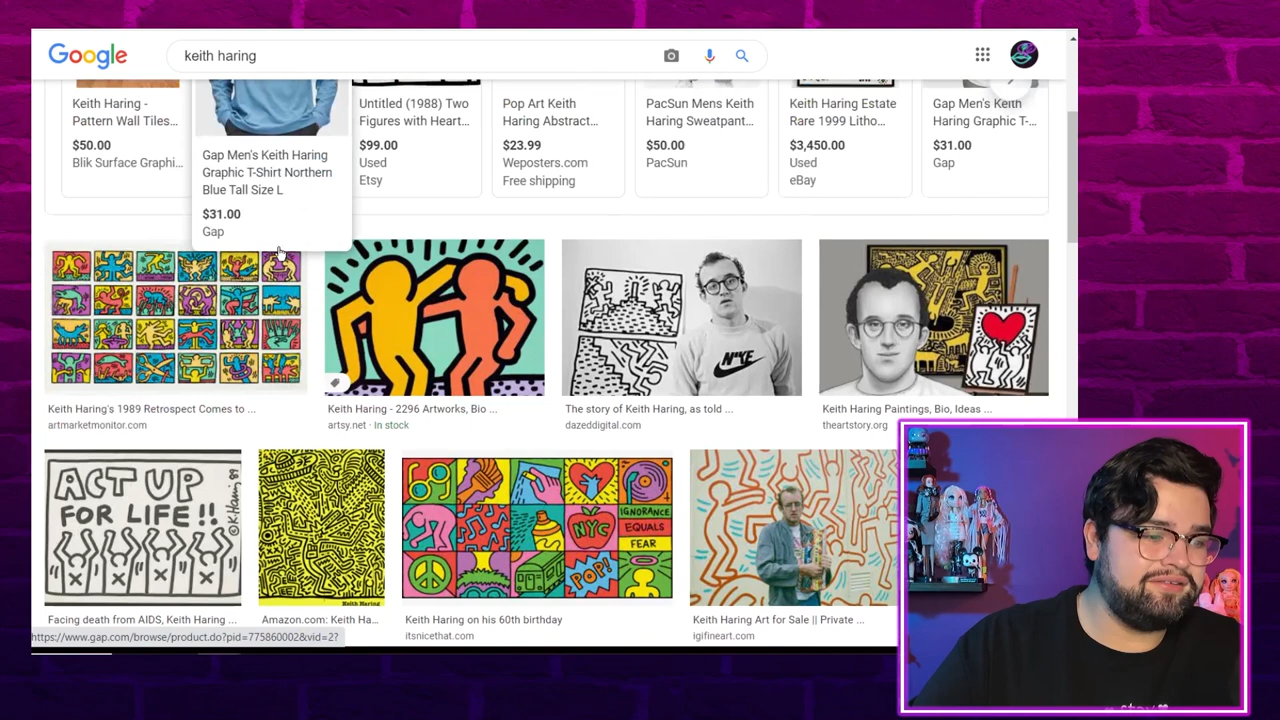 Google
keith haring
Keith Haring -
Pattern Wall Tiles...
$50.00
Blik Surface Graphi...
Gap Men's Keith Haring
Graphic T-Shirt Northern
Blue Tall Size L
$31.00
Gap
Untitled (1988) Two
Figures with Heart...
$99.00
Used
Etsy
Pop Art Keith
Haring Abstract...
$23.99
Weposters.com
Free shipping
PacSun Mens Keith
Haring Sweatpant...
$50.00
PacSun
Keith Haring Estate
Rare 1999 Litho...
$3,450.00
Used
eBay
Gap Men's Keith
Haring Graphic T-...
$31.00
Gap
NIKE
Keith Haring's 1989 Retrospect Comes to ...
artmarketmonitor.com
Keith Haring - 2296 Artworks, Bio ...
artsy.net · In stock
The story of Keith Haring, as told ...
dazeddigital.com
Keith Haring Paintings, Bio, Ideas ...
theartstory.org
ACT UP
FOR LIFE!!
© K. Haring 89
Keith Haring
IGNORANCE
EQUALS
FEAR
NYC
POP!
Facing death from AIDS, Keith Haring ...
Amazon.com: Keith Ha...
Keith Haring on his 60th birthday
itsnicethat.com
Keith Haring Art for Sale || Private ...
igifineart.com
https://www.gap.com/browse/product.do?pid=775860002&vid=2?